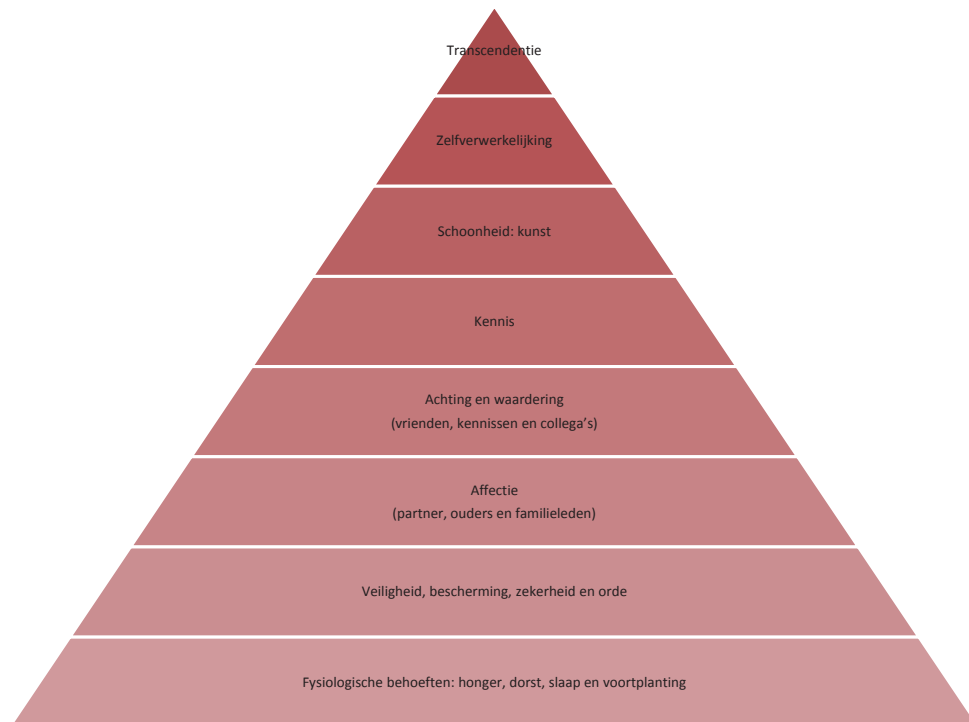 Transcendentie
Zelfverwerkelijking
Schoonheid: kunst
Kennis
Achting en waardering
(vrienden, kennissen en collega’s)
Affectie
(partner, ouders en familieleden)
Veiligheid, bescherming, zekerheid en orde
Fysiologische behoeften: honger, dorst, slaap en voortplanting